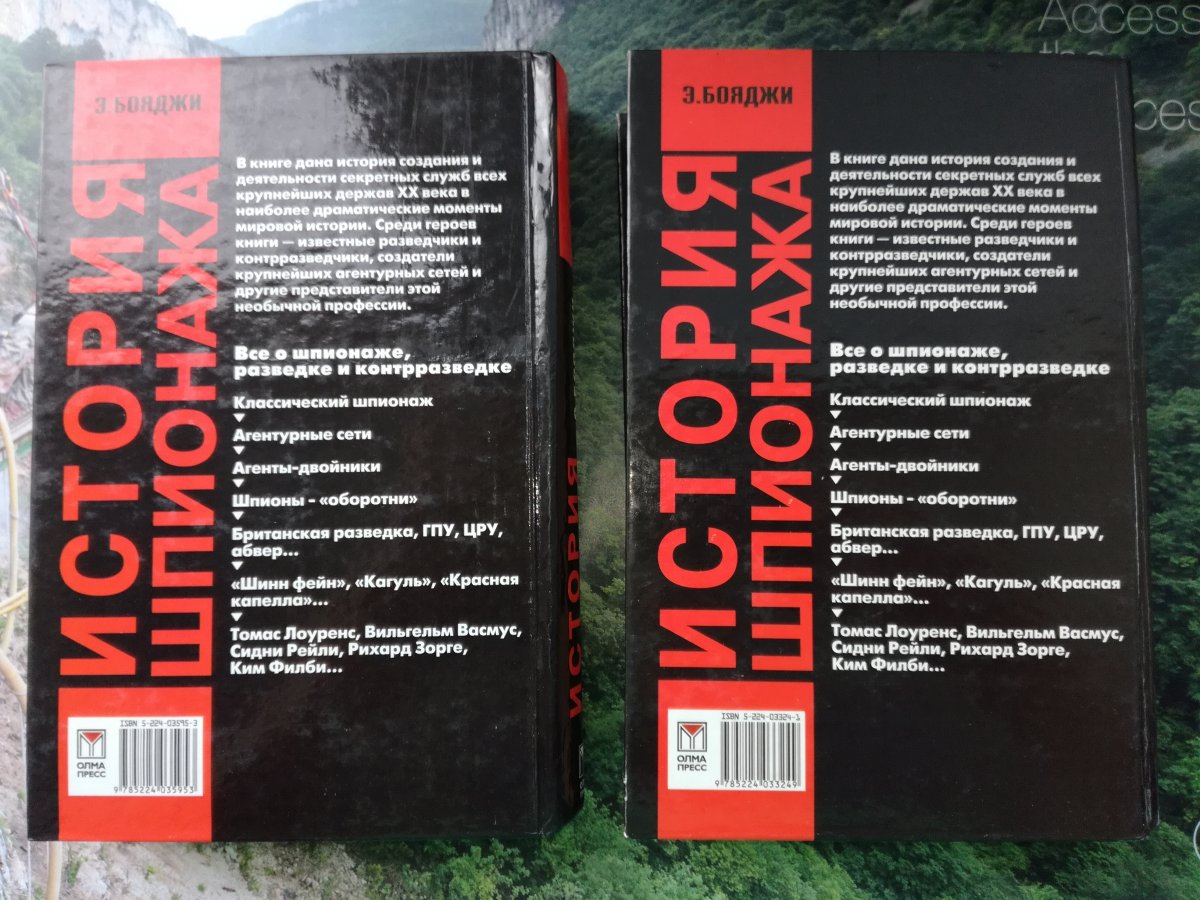 Э.БОЯДЖИ
ИСТОРИЯ
ШПИОНАЖА
В книге дана история создания и
деятельности секретных служб всех
крупнейших держав XX века в
наиболее драматические моменты
мировой истории. Среди героев
книги — известные разведчики и
контрразведчики, создатели
крупнейших агентурных сетей и
другие представители этой
необычной профессии.
Все о шпионаже,
разведке и контрразведке
Классический шпионаж
Агентурные сети
Агенты-двойники
Шпионы - «оборотни»
Британская разведка, ГПУ, ЦРУ,
абвер...
«Шинн фейн», «Кагуль», «Красная
капелла»...
Томас Лоуренс, Вильгельм Васмус,
Сидни Рейли, Рихард Зорге,
Ким Филби...
ISBN 5-224-03595-3
ОЛМА
ПРЕСС
9 785224 035953
ИСТОРИЯ
Э.БОЯДЖИ
ИСТОРИЯ
ШПИОНАЖА
В книге дана история создания и
деятельности секретных служб всех
крупнейших держав XX века в
наиболее драматические моменты
мировой истории. Среди героев
книги — известные разведчики и
контрразведчики, создатели
крупнейших агентурных сетей и
другие представители этой
необычной профессии.
Все о шпионаже,
разведке и контрразведке
Классический шпионаж
Агентурные сети
Агенты-двойники
Шпионы - «оборотни»
Британская разведка, ГПУ, ЦРУ,
абвер...
«Шинн фейн», «Кагуль», «Красная
капелла»...
Томас Лоуренс, Вильгельм Васмус,
Сидни Рейли, Рихард Зорге,
Ким Филби...
ISBN 5-224-03324-1
ОЛМА
ПРЕСС
9 785224 033249
Access